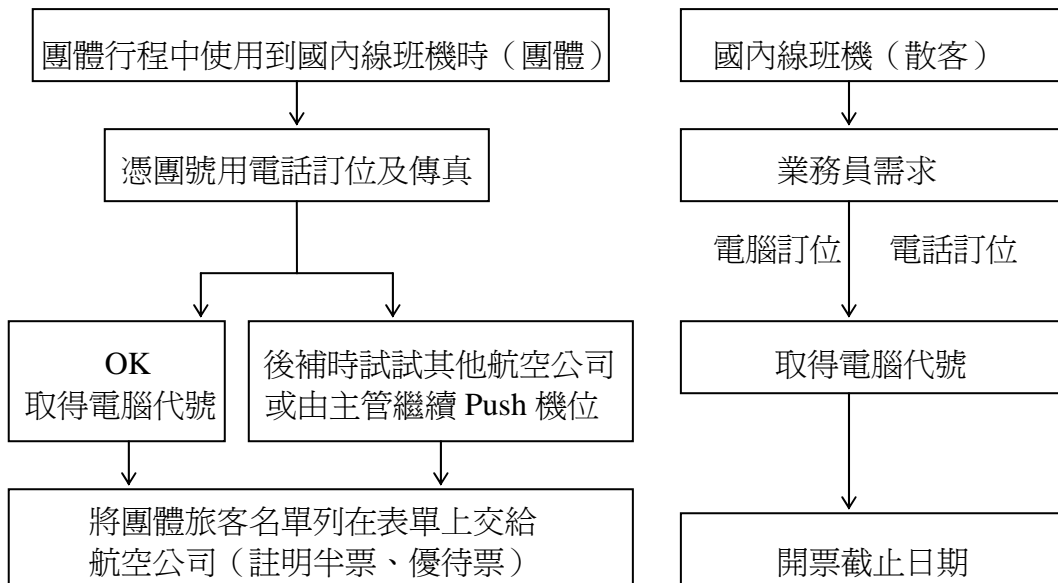 團體行程中使用到國內線班機時（團體）
憑團號用電話訂位及傳真
OK
取得電腦代號
後補時試試其他航空公司
或由主管繼續 Push 機位
將團體旅客名單列在表單上交給
航空公司（註明半票、優待票）
國內線班機（散客）
業務員需求
電腦訂位
電話訂位
取得電腦代號
開票截止日期